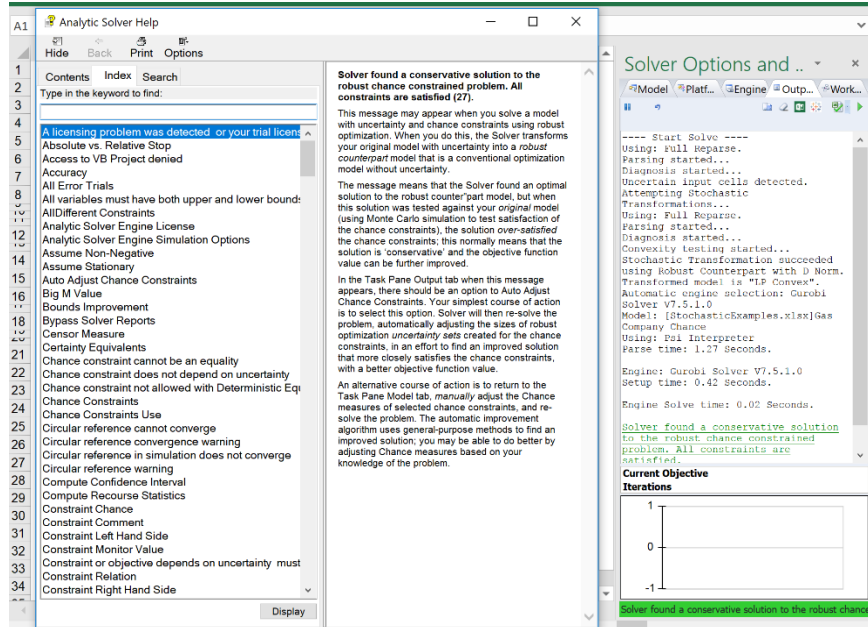 A1
Analytic Solver Help
Hide Back Print Options
Contents Index Search
Type in the keyword to find:
A licensing problem was detected or your trial licens
Absolute vs. Relative Stop
Access to VB Project denied
Accuracy
All Error Trials
All variables must have both upper and lower bounds
AllDifferent Constraints
Analytic Solver Engine License
Analytic Solver Engine Simulation Options
Assume Non-Negative
Assume Stationary
Auto Adjust Chance Constraints
Big M Value
Bounds Improvement
Bypass Solver Reports
Censor Measure
Certainty Equivalents
Chance constraint cannot be an equality
Chance constraint does not depend on uncertainty
Chance constraint not allowed with Deterministic Equ
Chance Constraints
Chance Constraints Use
Circular reference cannot converge
Circular reference convergence warning
Circular reference in simulation does not converge
Circular reference warning
Compute Confidence Interval
Compute Recourse Statistics
Constraint Chance
Constraint Comment
Constraint Left Hand Side
Constraint Monitor Value
Constraint or objective depends on uncertainty must
Constraint Relation
Constraint Right Hand Side
Display
Solver found a conservative solution to the
robust chance constrained problem. All
constraints are satisfied (27).
This message may appear when you solve a model
with uncertainty and chance constraints using robust
optimization. When you do this, the Solver transforms
your original model with uncertainty into a robust
counterpart model that is a conventional optimization
model without uncertainty.
The message means that the Solver found an optimal
solution to the robust counter"part model, but when
this solution was tested against your original model
(using Monte Carlo simulation to test satisfaction of
the chance constraints), the solution over-satisfied
the chance constraints; this normally means that the
solution is 'conservative' and the objective function
value can be further improved.
In the Task Pane Output tab when this message
appears, there should be an option to Auto Adjust
Chance Constraints. Your simplest course of action
is to select this option. Solver will then re-solve the
problem, automatically adjusting the sizes of robust
optimization uncertainty sets created for the chance
constraints, in an effort to find an improved solution
that more closely satisfies the chance constraints,
with a better objective function value.
An alternative course of action is to return to the
Task Pane Model tab, manually adjust the Chance
measures of selected chance constraints, and re-
solve the problem. The automatic improvement
algorithm uses general-purpose methods to find an
improved solution; you may be able to do better by
adjusting Chance measures based on your
knowledge of the problem.
Solver Options and ..
Model Platf... Engine Outp... Work...
---- Start Solve ----
Using: Full Reparse.
Parsing started...
Diagnosis started...
Uncertain input cells detected.
Attempting Stochastic
Transformations...
Using: Full Reparse.
Parsing started...
Diagnosis started...
Convexity testing started...
Stochastic Transformation succeeded
using Robust Counterpart with D Norm.
Transformed model is "LP Convex".
Automatic engine selection: Gurobi
Solver V7.5.1.0
Model: [StochasticExamples.xlsx]Gas
Company Chance
Using: Psi Interpreter
Parse time: 1.27 Seconds.
Engine: Gurobi Solver V7.5.1.0
Setup time: 0.42 Seconds.
Engine Solve time: 0.02 Seconds.
Solver found a conservative solution
to the robust chance constrained
problem. All constraints are
satisfied.
Current Objective
Iterations
1
0
-1
Solver found a conservative solution to the robust chance
1
2
3
4
5
6
7
8
12
14
15
16
18
21
22
23
24
25
26
27
28
29
30
31
32
33
34